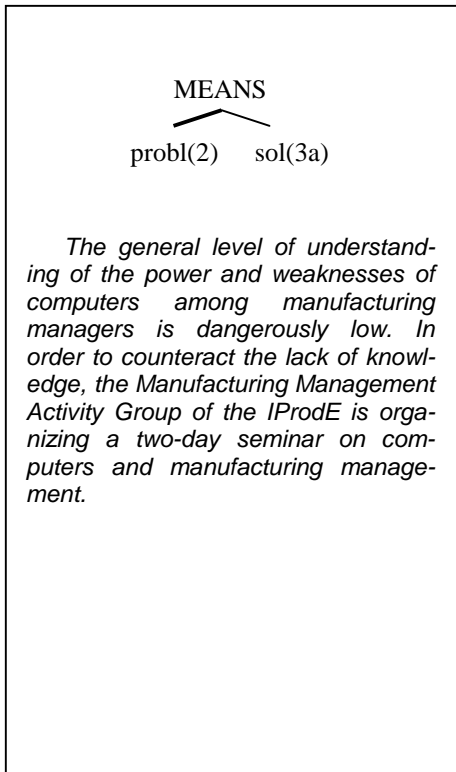 MEANS
probl(2) sol(3a)
The general level of understand-
ing of the power and weaknesses of
computers among manufacturing
managers is dangerously low. In
order to counteract the lack of knowl-
edge, the Manufacturing Management
Activity Group of the IProdE is orga-
nizing a two-day seminar on com-
puters and manufacturing manage-
ment.